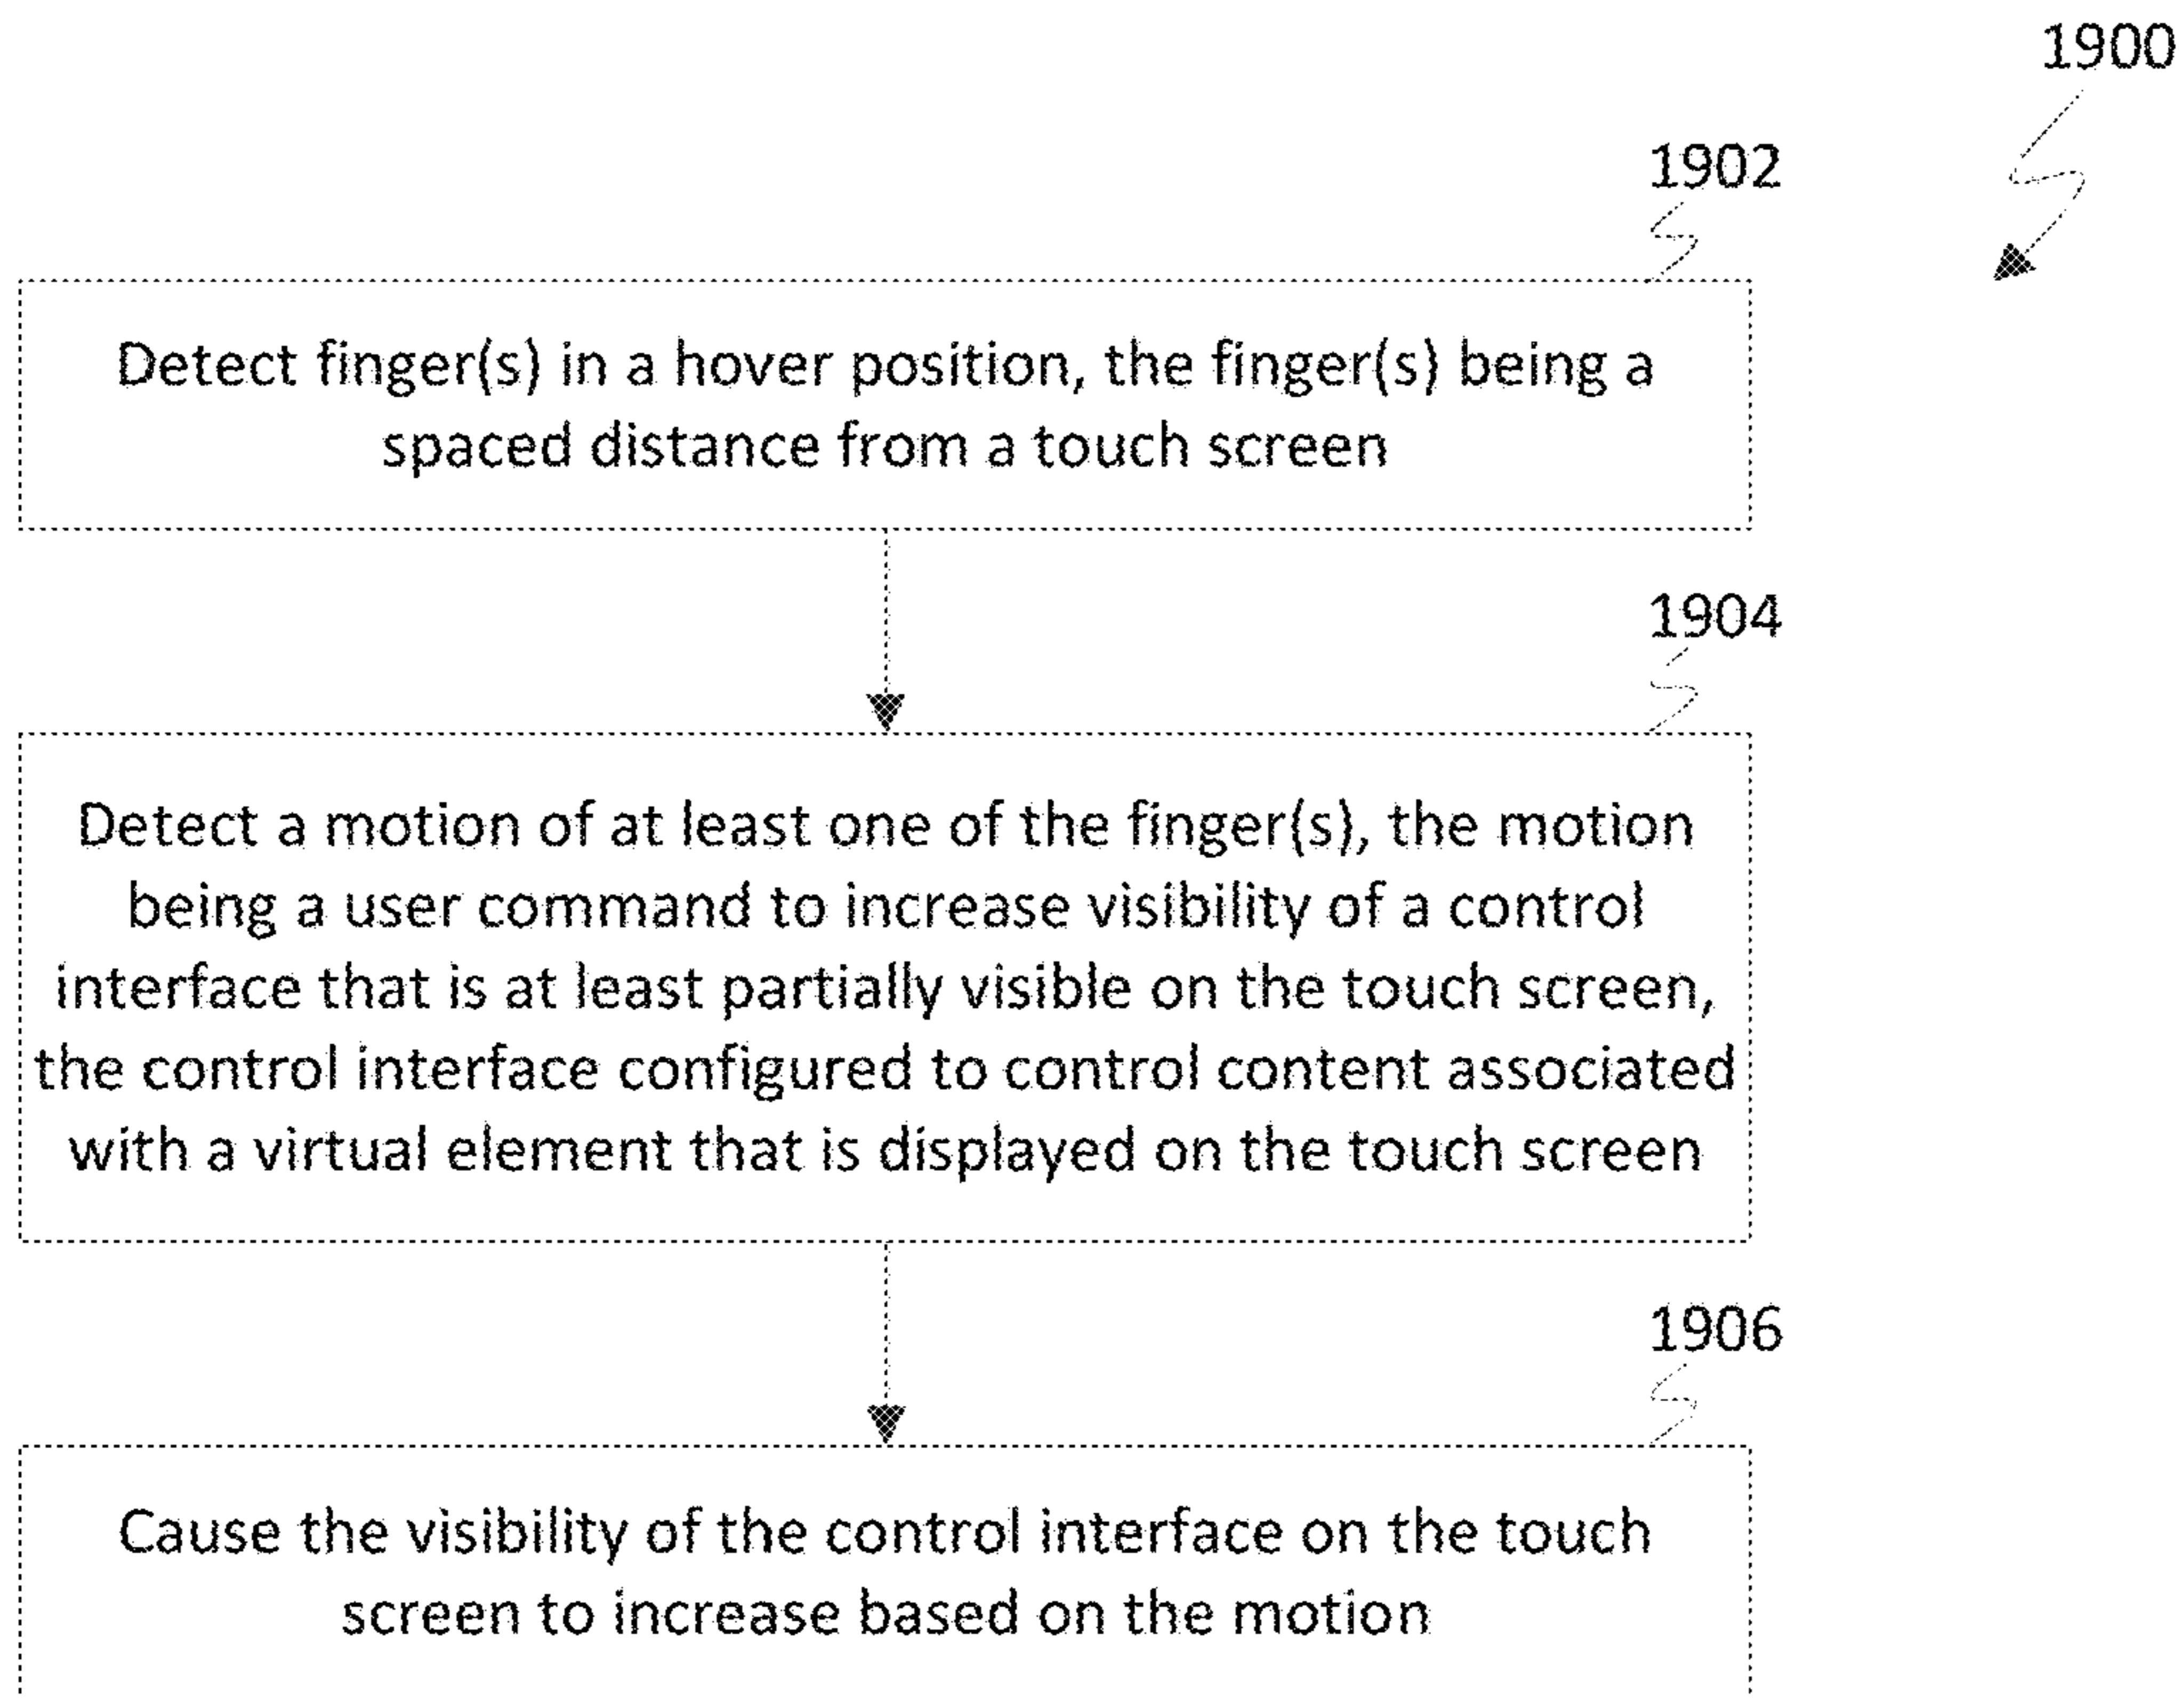 1900
1902
Detect finger(s) in a hover position, the finger(s) being a
spaced distance from a touch screen
1904
Detect a motion of at least one of the finger(s), the motion
being a user command to increase visibility of a control
interface that is at least partially visible on the touch screen,
the control interface configured to control content associated
with a virtual element that is displayed on the touch screen
1906
Cause the visibility of the control interface on the touch
screen to increase based on the motion